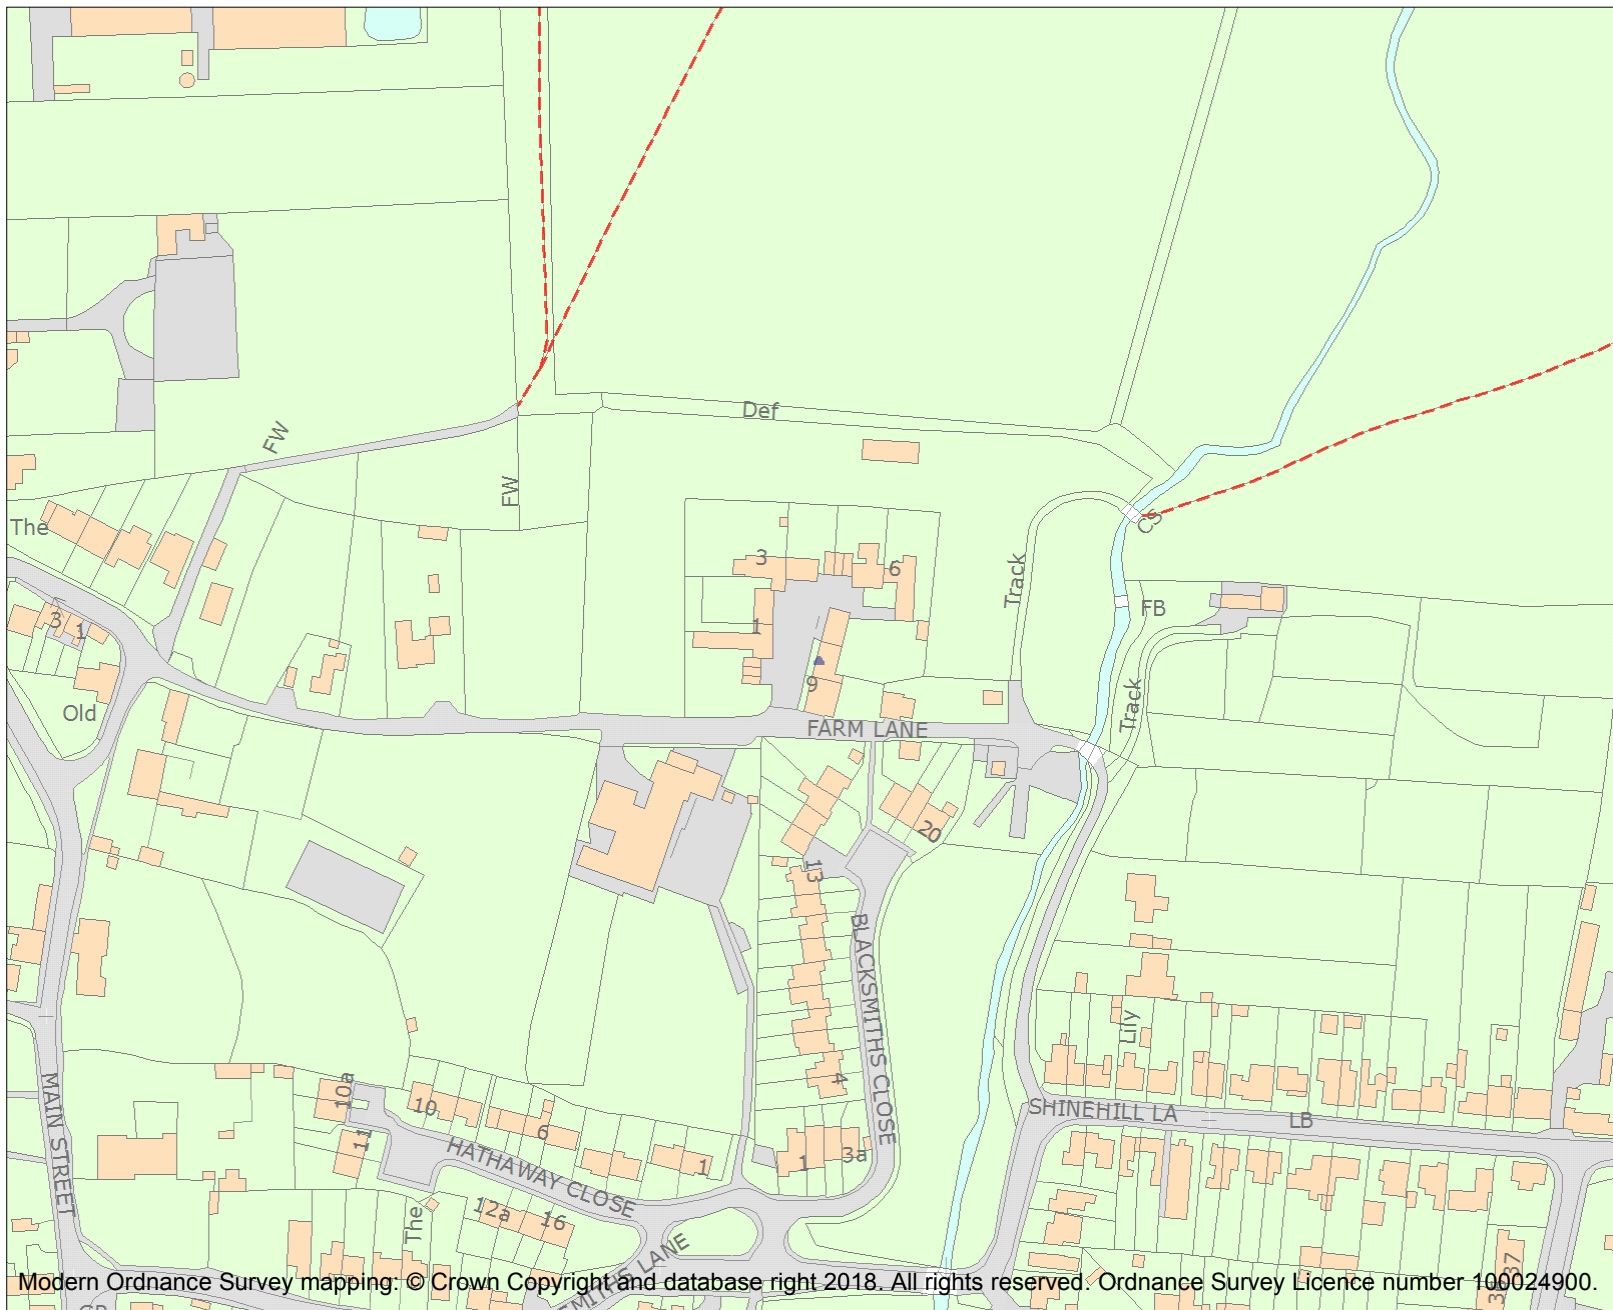 Def
FW
FW
The
CS
3
6
Track
FB
3
1
1
9
Old
Track
FARM LANE
20
13
BLACKSMITHS CLOSE
Lily
4
10a
10
MAIN STREET
SHINEHILL LA
LB
11
6
HATHAWAY CLOSE
1
1
3a
12a
16
The
Modern Ordnance Survey mapping: © Crown Copyright and database right 2018. All rights reserved. Ordnance Survey Licence number 100024900.